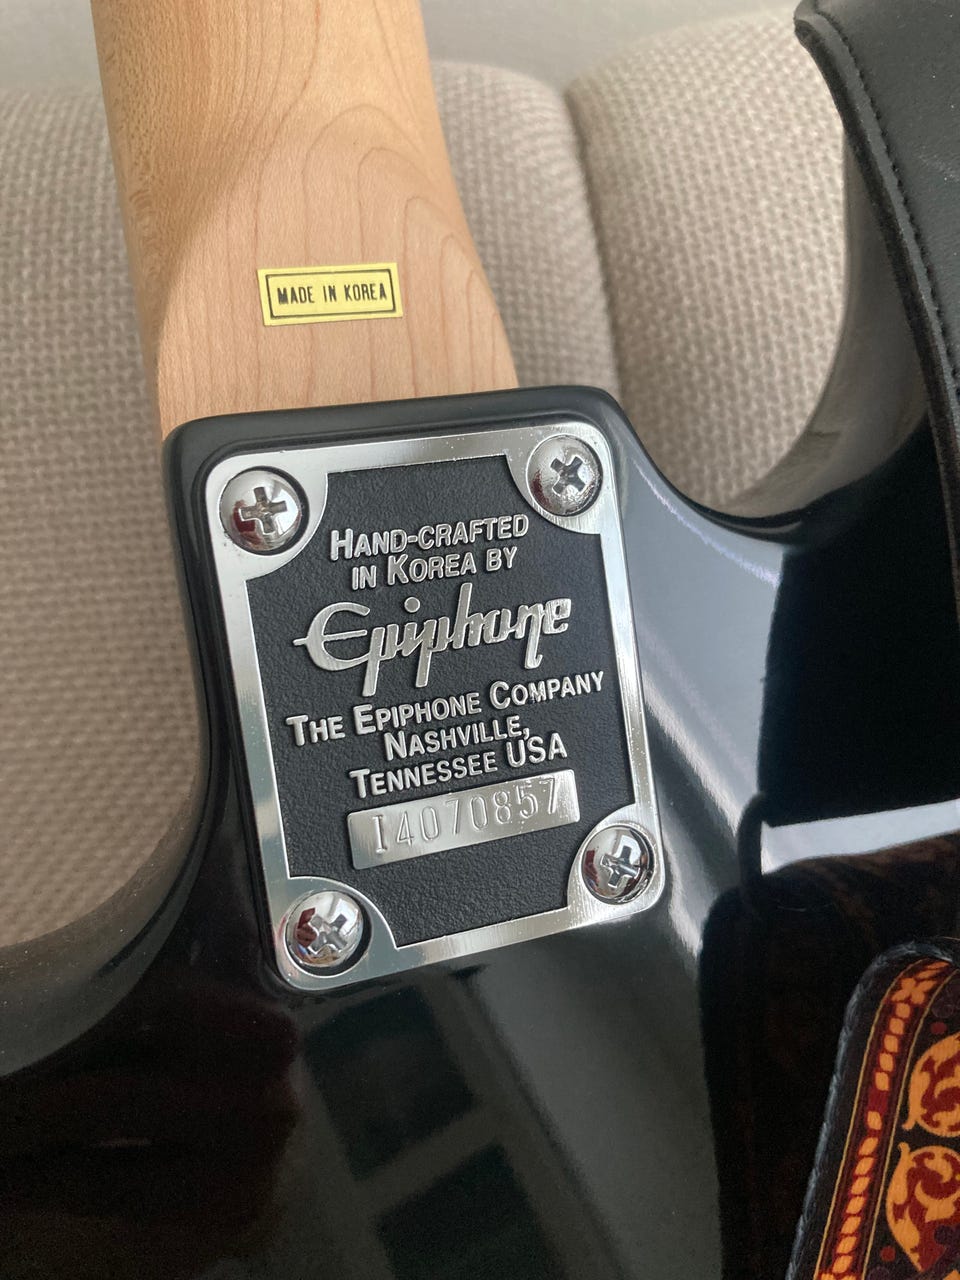 MADE IN KOREA
HAND-CRAFTED
IN KOREA BY
Epiphone
THE EPIPHONE COMPANY
NASHVILLE,
TENNESSEE USA
I4070857